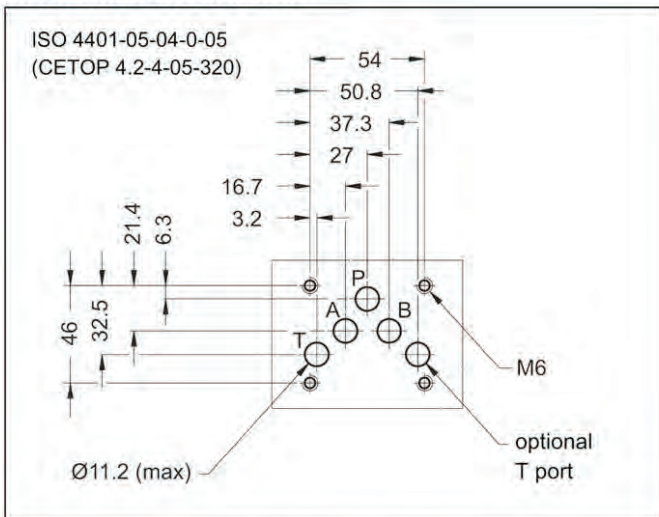 ISO 4401-05-04-0-05
(CETOP 4.2-4-05-320)
54
50.8
37.3
27
16.7
3.2
21.4
6.3
46
32.5
P
A
B
T
M6
Ø11.2 (max)
optional
T port